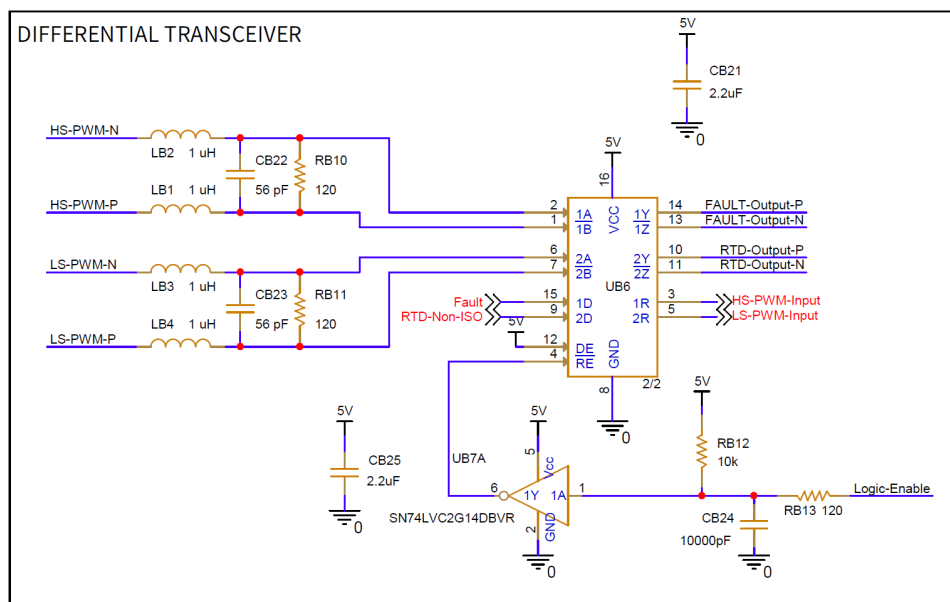 DIFFERENTIAL TRANSCEIVER
5V
CB21
2.2uF
0
HS-PWM-N
LB2 1 uH
CB22
56 pF
RB10
120
LB1 1 uH
HS-PWM-P
5V
16
VCC
2 1A 1Y 14 FAULT-Output-P
1 1B 1Z 13 FAULT-Output-N
LS-PWM-N
6 2A 2Y 10 RTD-Output-P
7 2B 2Z 11 RTD-Output-N
LB3 1 uH
CB23
56 pF
RB11
120
LB4 1 uH
LS-PWM-P
UB6
Fault 15 1D 1R 3 HS-PWM-Input
RTD-Non-ISO 9 2D 2R 5 LS-PWM-Input
5V
12 DE
4 RE
GND
8
2/2
0
5V
CB25
2.2uF
0
UB7A
5V
5
Vcc
6 1Y 1A 1
SN74LVC2G14DBVR
GND
2
0
5V
RB12
10k
Logic-Enable
RB13 120
CB24
10000pF
0